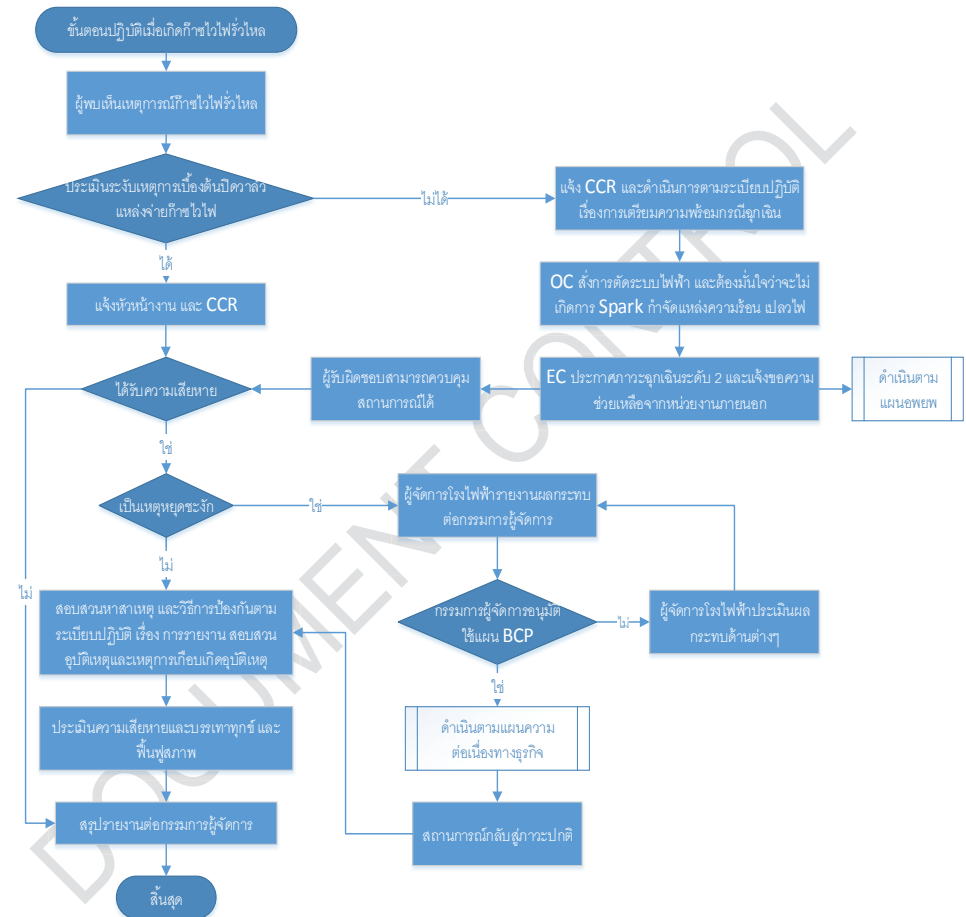 ขั้นตอนปฏิบัติเมื่อเกิดก๊าซไวไฟรั่วไหล
ผู้พบเห็นเหตุการณ์ก๊าซไวไฟรั่วไหล
ประเมินระงับเหตุการเบื้องต้นปิดวาล์ว
แหล่งจ่ายก๊าซไวไฟ
ไม่ได้
แจ้ง CCR และดำเนินการตามระเบียบปฏิบัติ
เรื่องการเตรียมความพร้อมกรณีฉุกเฉิน
ได้
แจ้งหัวหน้างาน และ CCR
OC สั่งการตัดระบบไฟฟ้า และต้องมั่นใจว่าจะไม่
เกิดการ Spark กำจัดแหล่งความร้อน เปลวไฟ
ได้รับความเสียหาย
ผู้รับผิดชอบสามารถควบคุม
สถานการณ์ได้
EC ประกาศภาวะฉุกเฉินระดับ 2 และแจ้งขอความ
ช่วยเหลือจากหน่วยงานภายนอก
ดำเนินตาม
แผนอพยพ
ใช่
เป็นเหตุหยุดชะงัก
ใช่
ผู้จัดการโรงไฟฟ้ารายงานผลกระทบ
ต่อกรรมการผู้จัดการ
ไม่
ไม่
สอบสวนหาสาเหตุ และวิธีการป้องกันตาม
ระเบียบปฏิบัติ เรื่อง การรายงาน สอบสวน
อุบัติเหตุและเหตุการเกือบเกิดอุบัติเหตุ
กรรมการผู้จัดการอนุมัติ
ใช้แผน BCP
ไม่
ผู้จัดการโรงไฟฟ้าประเมินผล
กระทบด้านต่างๆ
ใช่
ประเมินความเสียหายและบรรเทาทุกข์ และ
ฟื้นฟูสภาพ
ดำเนินตามแผนความ
ต่อเนื่องทางธุรกิจ
สรุปรายงานต่อกรรมการผู้จัดการ
สถานการณ์กลับสู่ภาวะปกติ
สิ้นสุด
DOCUMENT CONTROL